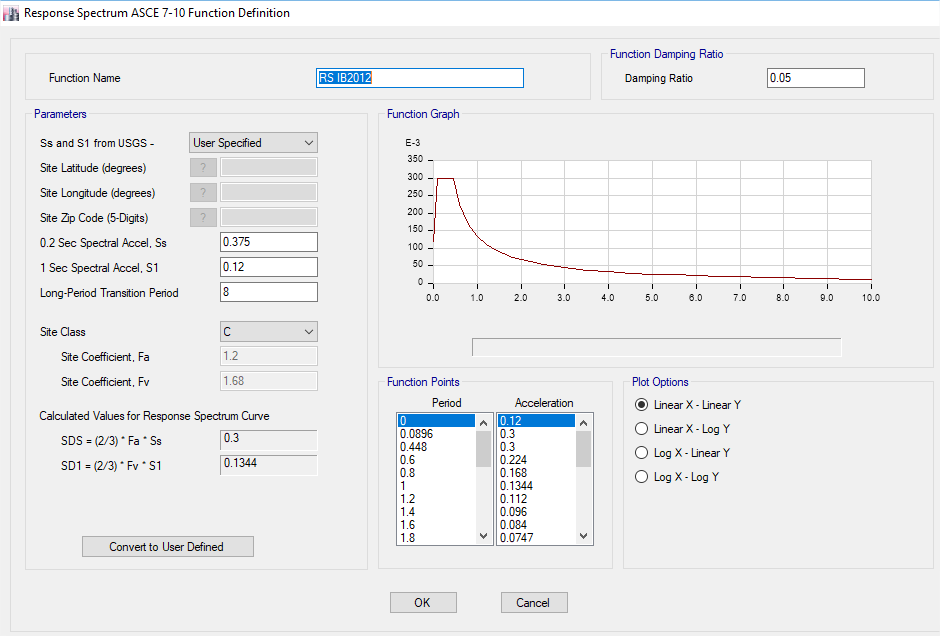 Response Spectrum ASCE 7-10 Function Definition
Function Name
RS IB2012
Function Damping Ratio
Damping Ratio
0.05
Parameters
Ss and S1 from USGS -
User Specified
Site Latitude (degrees)
?
Site Longitude (degrees)
?
Site Zip Code (5-Digits)
?
0.2 Sec Spectral Accel, Ss
0.375
1 Sec Spectral Accel, S1
0.12
Long-Period Transition Period
8
Site Class
C
Site Coefficient, Fa
1.2
Site Coefficient, Fv
1.68
Calculated Values for Response Spectrum Curve
SDS = (2/3) * Fa * Ss
0.3
SD1 = (2/3) * Fv * S1
0.1344
Convert to User Defined
Function Graph
E-3
350
300
250
200
150
100
50
0
0.0 1.0 2.0 3.0 4.0 5.0 6.0 7.0 8.0 9.0 10.0
Function Points
Period Acceleration
0 0.12
0.0896 0.3
0.448 0.3
0.6 0.224
0.8 0.168
1 0.1344
1.2 0.112
1.4 0.096
1.6 0.084
1.8 0.0747
Plot Options
Linear X - Linear Y
Linear X - Log Y
Log X - Linear Y
Log X - Log Y
OK
Cancel